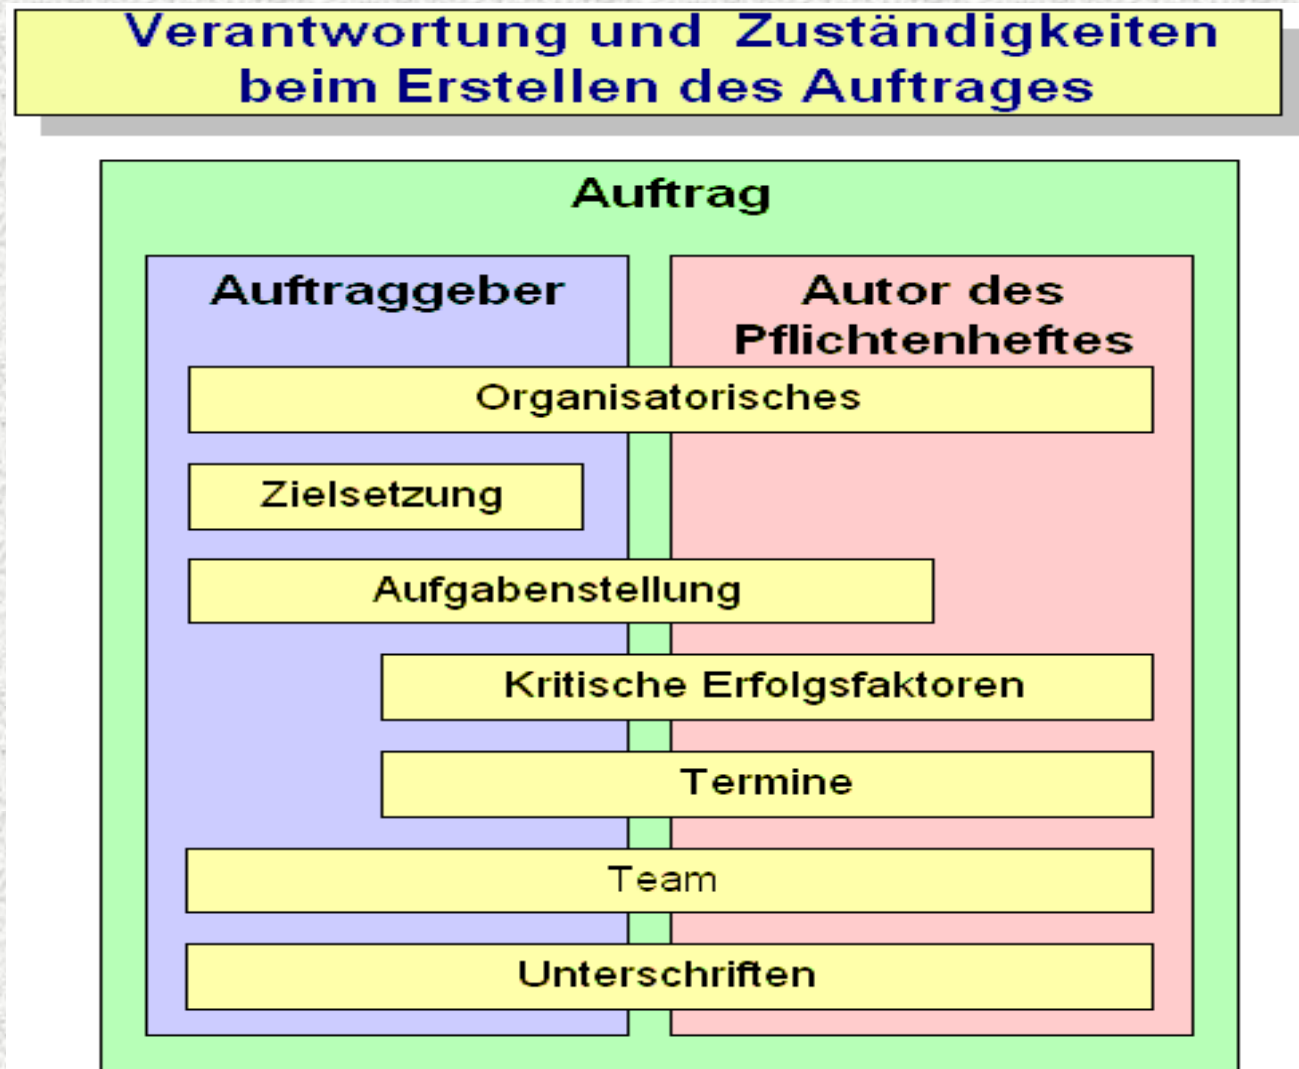 Verantwortung und Zuständigkeiten
beim Erstellen des Auftrages
Auftrag
Auftraggeber
Autor des
Pflichtenheftes
Organisatorisches
Zielsetzung
Aufgabenstellung
Kritische Erfolgsfaktoren
Termine
Team
Unterschriften